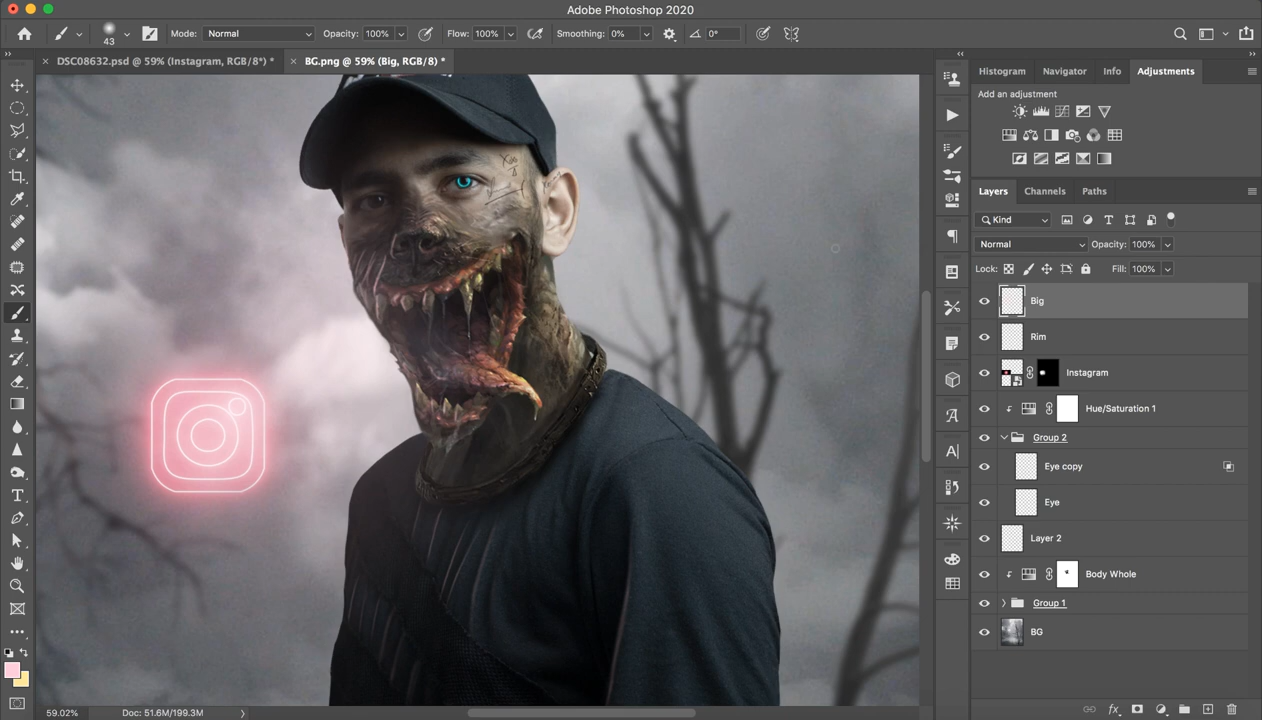 Adobe Photoshop 2020
43
Mode:
Normal
Opacity:
100%
Flow:
100%
Smoothing:
0%
0°
DSC08632.psd @ 59% (Instagram, RGB/8*) *
BG.png @ 59% (Big, RGB/8) *
Histogram
Navigator
Info
Adjustments
Add an adjustment
Layers
Channels
Paths
Kind
Normal
Opacity:
100%
Lock:
Fill:
100%
Big
Rim
Instagram
Hue/Saturation 1
Group 2
Eye copy
Eye
Layer 2
Body Whole
Group 1
BG
59.02%
Doc: 51.6M/199.3M